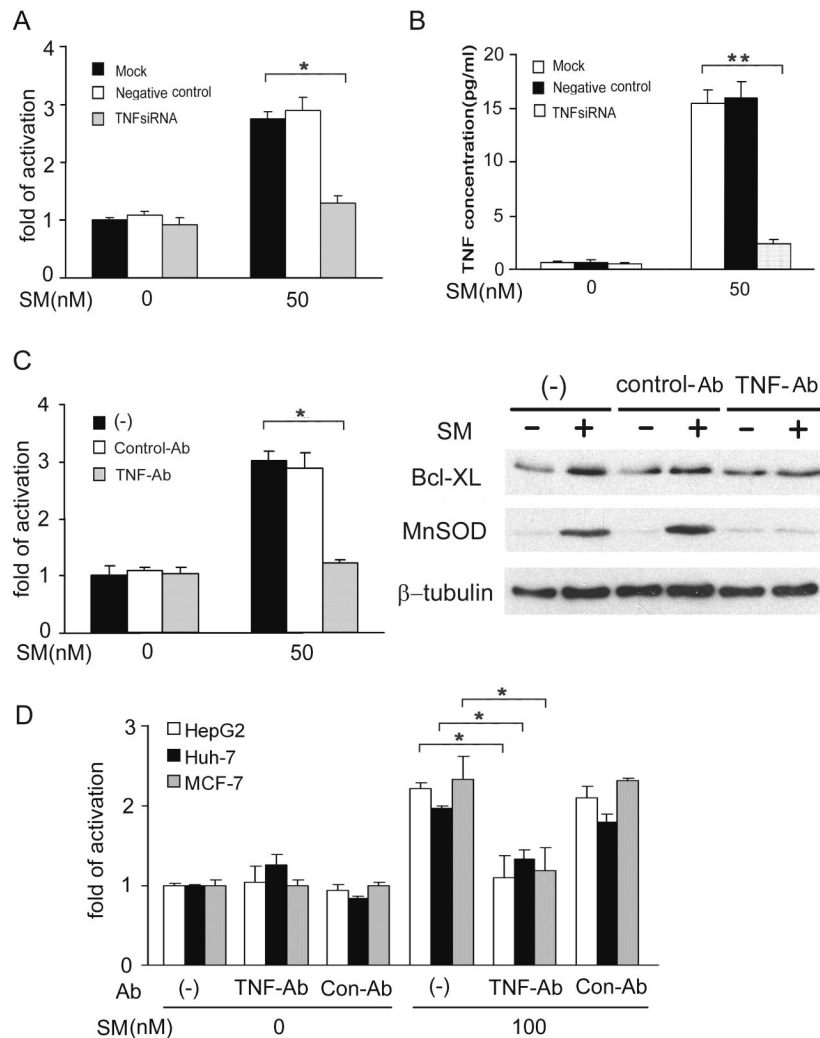 A
fold of activation
4
3
2
1
0
Mock
Negative control
TNFsiRNA
*
SM(nM)
0
50
B
TNF concentration(pg/ml)
20
15
10
5
0
Mock
Negative control
TNFsiRNA
**
SM(nM)
0
50
C
fold of activation
4
3
2
1
0
(-)
Control-Ab
TNF-Ab
*
SM(nM)
0
50
(-) control-Ab TNF-Ab
SM − + − + − +
Bcl-XL
MnSOD
β−tubulin
D
fold of activation
3
2
1
0
HepG2
Huh-7
MCF-7
*
*
*
Ab (-) TNF-Ab Con-Ab (-) TNF-Ab Con-Ab
SM(nM) 0 100